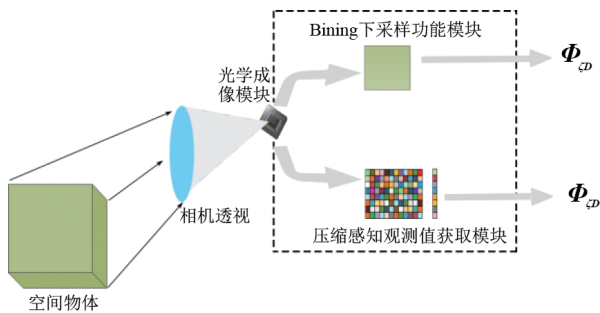 Bining下采样功能模块
Φ_ζD
光学成
像模块
相机透视
Φ_ζD
压缩感知观测值获取模块
空间物体